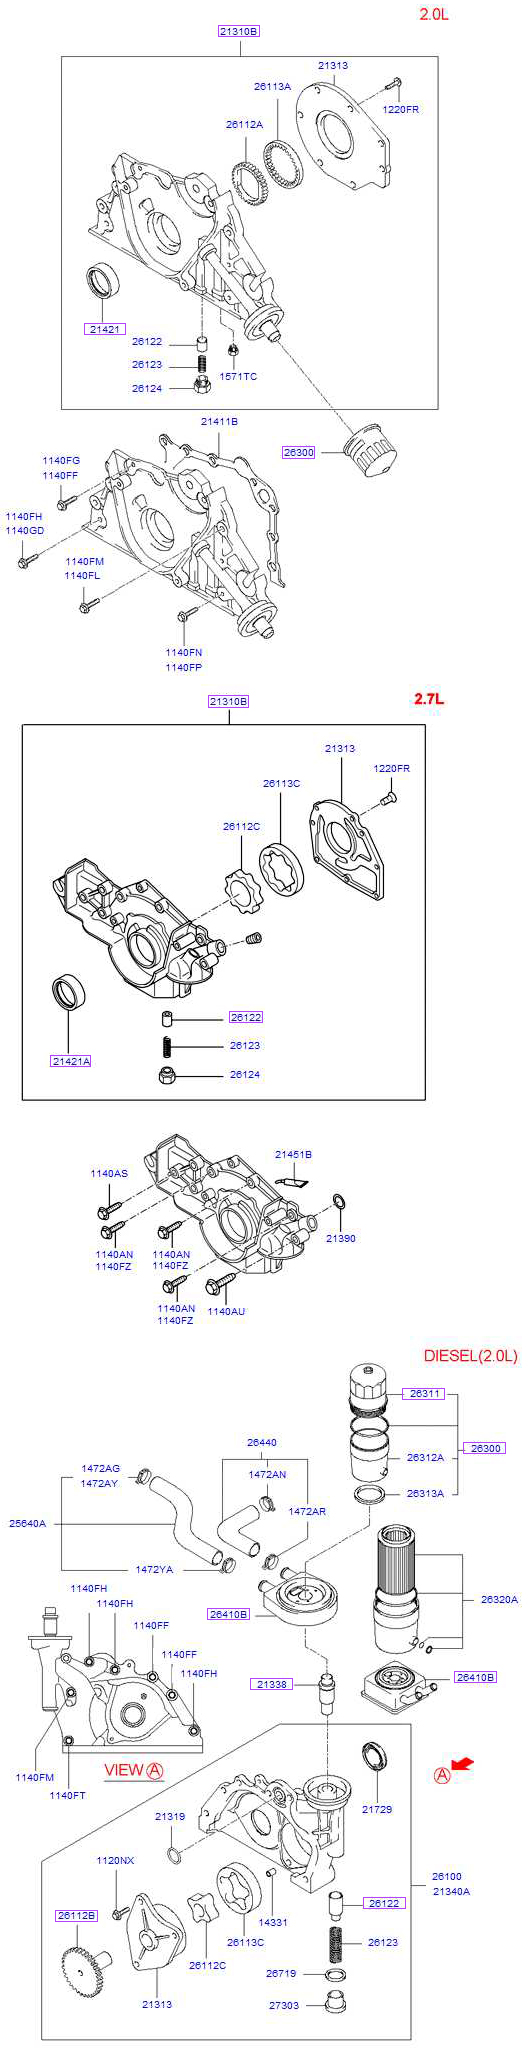 2.0L
21310B
21313
26113A
1220FR
26112A
21421
26122
26123
26124
1571TC
21411B
26300
1140FG
1140FF
1140FH
1140GD
1140FM
1140FL
1140FN
1140FP
2.7L
21310B
21313
1220FR
26113C
26112C
26122
26123
26124
21421A
21451B
1140AS
21390
1140AN
1140FZ
1140AN
1140FZ
1140AN
1140FZ
1140AU
DIESEL(2.0L)
26311
26440
26300
1472AG
1472AY
1472AN
26312A
26313A
1472AR
25640A
1472YA
1140FH
1140FH
26320A
26410B
1140FF
1140FF
1140FH
26410B
21338
1140FM
1140FT
VIEW A
A
21729
21319
26100
21340A
1120NX
26122
26112B
14331
26113C
26112C
26123
26719
21313
27303